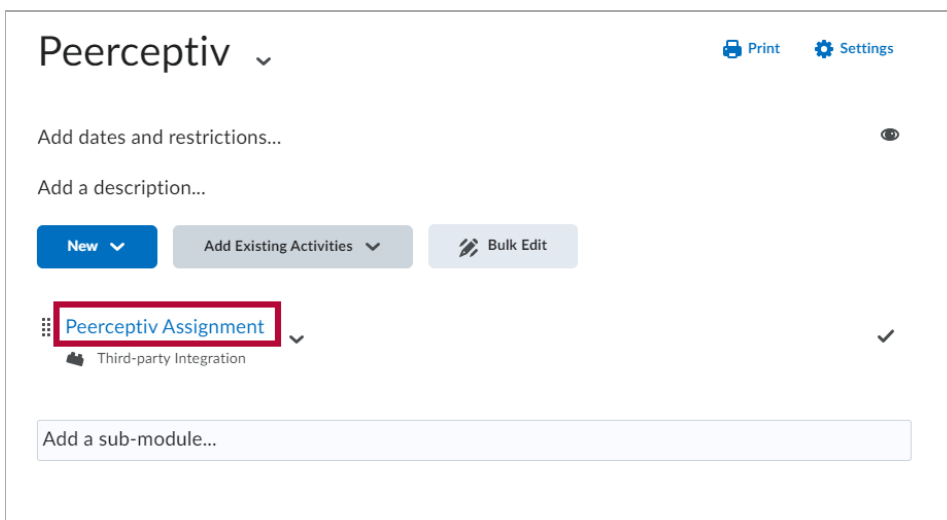 Peerceptiv
Print Settings
Add dates and restrictions...
Add a description...
New Add Existing Activities Bulk Edit
Peerceptiv Assignment
Third-party Integration
Add a sub-module...